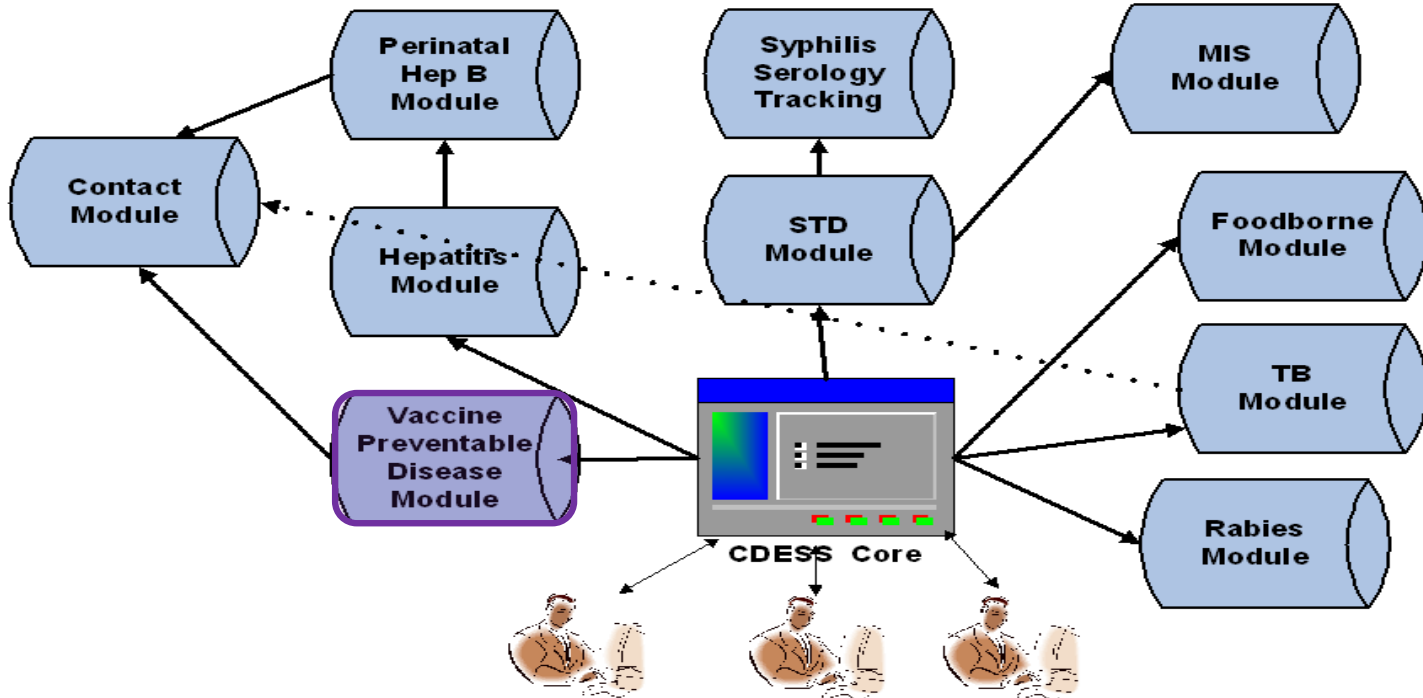 Perinatal
Hep B
Module
Syphilis
Serology
Tracking
MIS
Module
Contact
Module
Hepatitis
Module
STD
Module
Foodborne
Module
TB
Module
Vaccine
Preventable
Disease
Module
Rabies
Module
CDESS Core